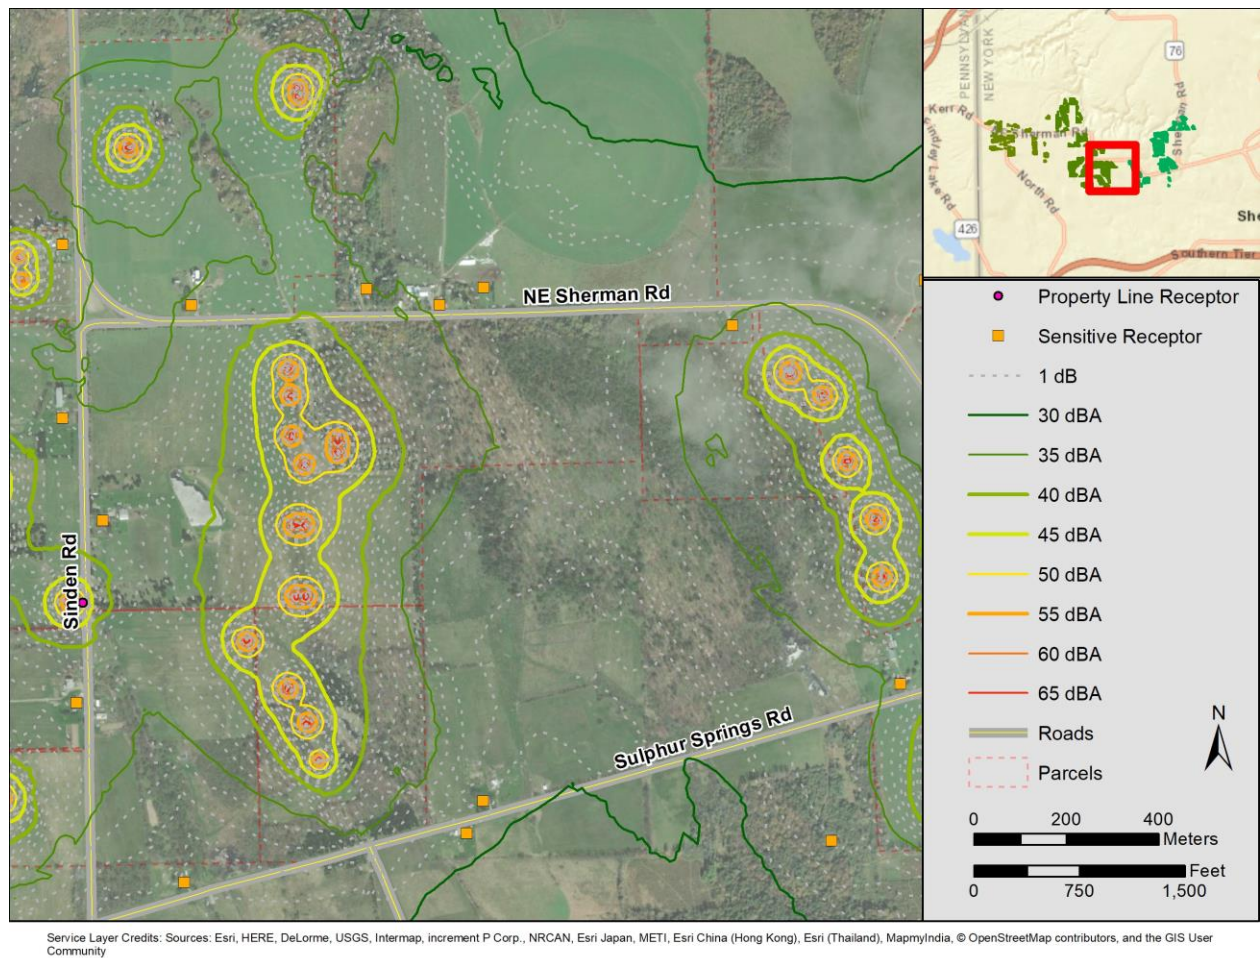 NE Sherman Rd
Sinden Rd
Sulphur Springs Rd
PENNSYLVAN
NEW YORK
76
Kerr Rd
Sherman Rd
Findley Lake Rd
North Rd
426
She
Southern Tier
Property Line Receptor
Sensitive Receptor
1 dB
30 dBA
35 dBA
40 dBA
45 dBA
50 dBA
55 dBA
60 dBA
65 dBA
Roads
Parcels
N
0 200 400
Meters
Feet
0 750 1,500
Service Layer Credits: Sources: Esri, HERE, DeLorme, USGS, Intermap, increment P Corp., NRCAN, Esri Japan, METI, Esri China (Hong Kong), Esri (Thailand), MapmyIndia, © OpenStreetMap contributors, and the GIS User
Community